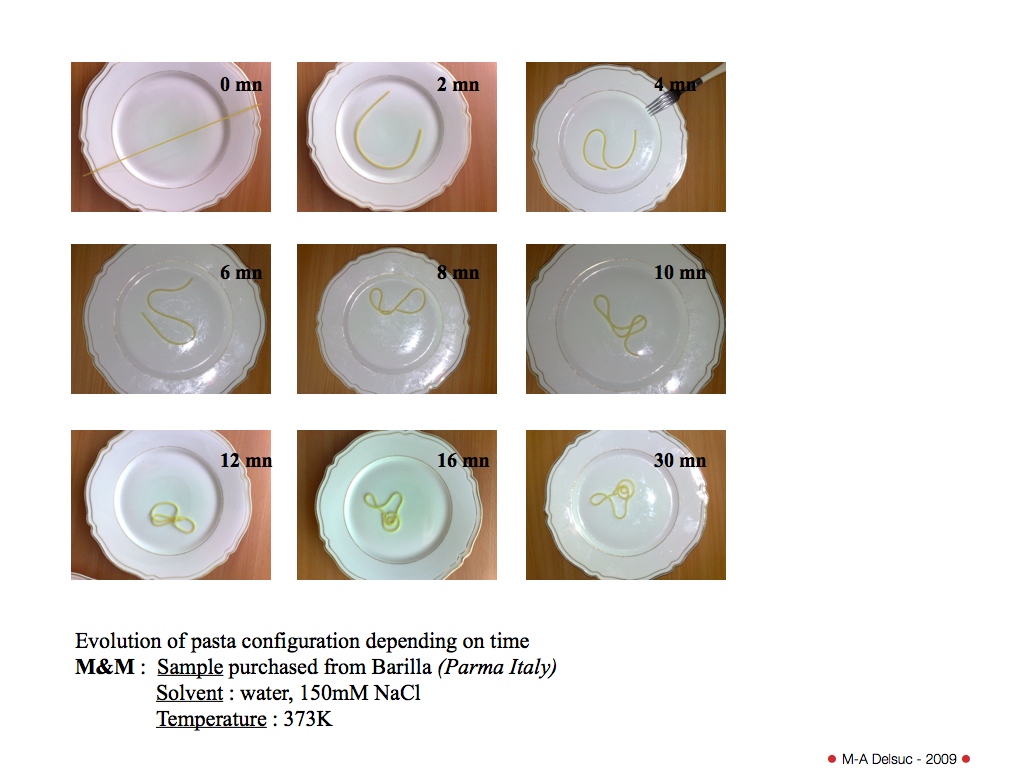 0 mn
2 mn
4 mn
6 mn
8 mn
10 mn
12 mn
16 mn
30 mn
Evolution of pasta configuration depending on time
M&M : Sample purchased from Barilla (Parma Italy)
Solvent : water, 150mM NaCl
Temperature : 373K
• M-A Delsuc - 2009 •